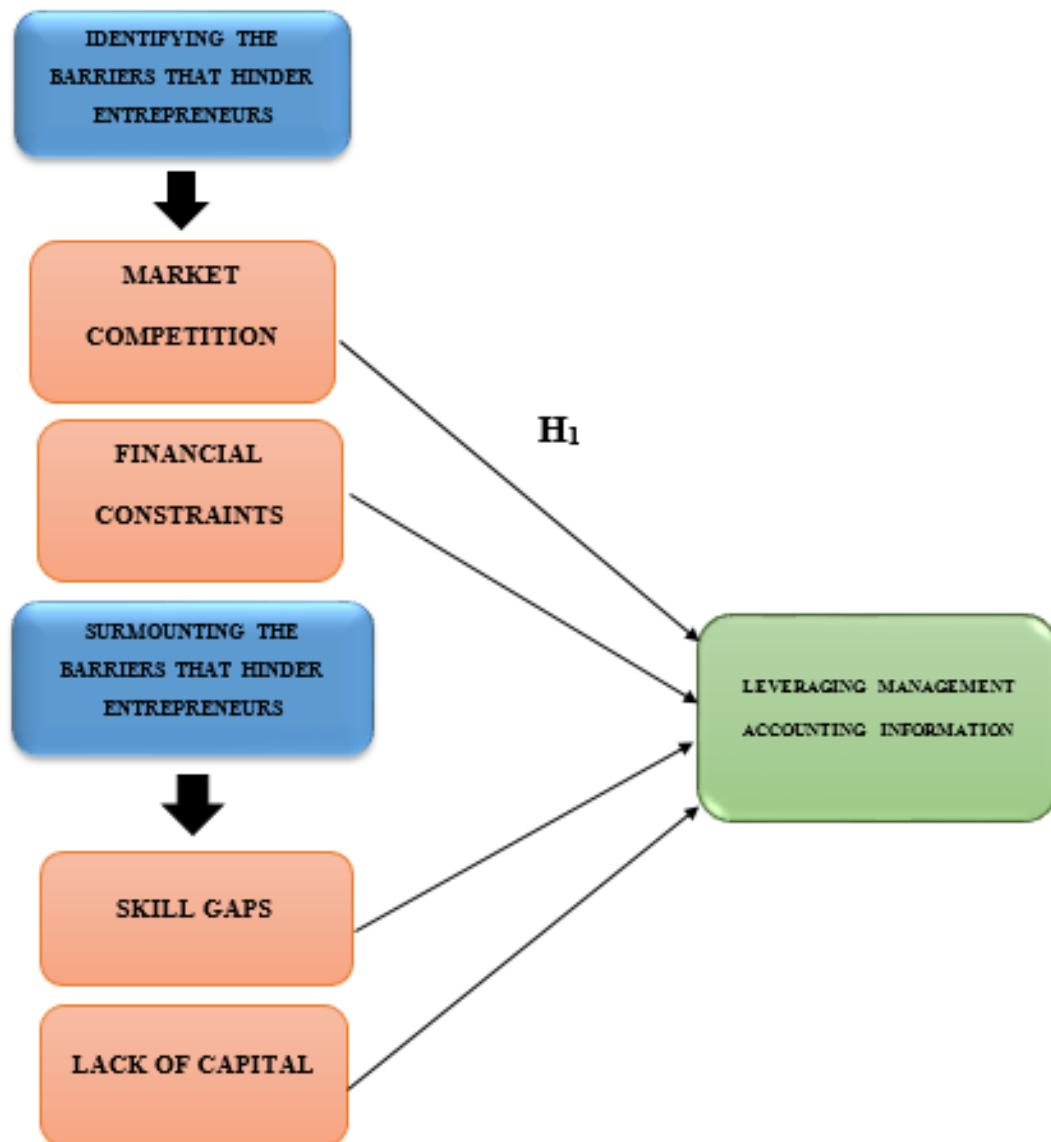 IDENTIFYING THE
BARRIERS THAT HINDER
ENTREPRENEURS
MARKET
COMPETITION
H₁
FINANCIAL
CONSTRAINTS
SURMOUNTING THE
BARRIERS THAT HINDER
ENTREPRENEURS
LEVERAGING MANAGEMENT
ACCOUNTING INFORMATION
SKILL GAPS
LACK OF CAPITAL